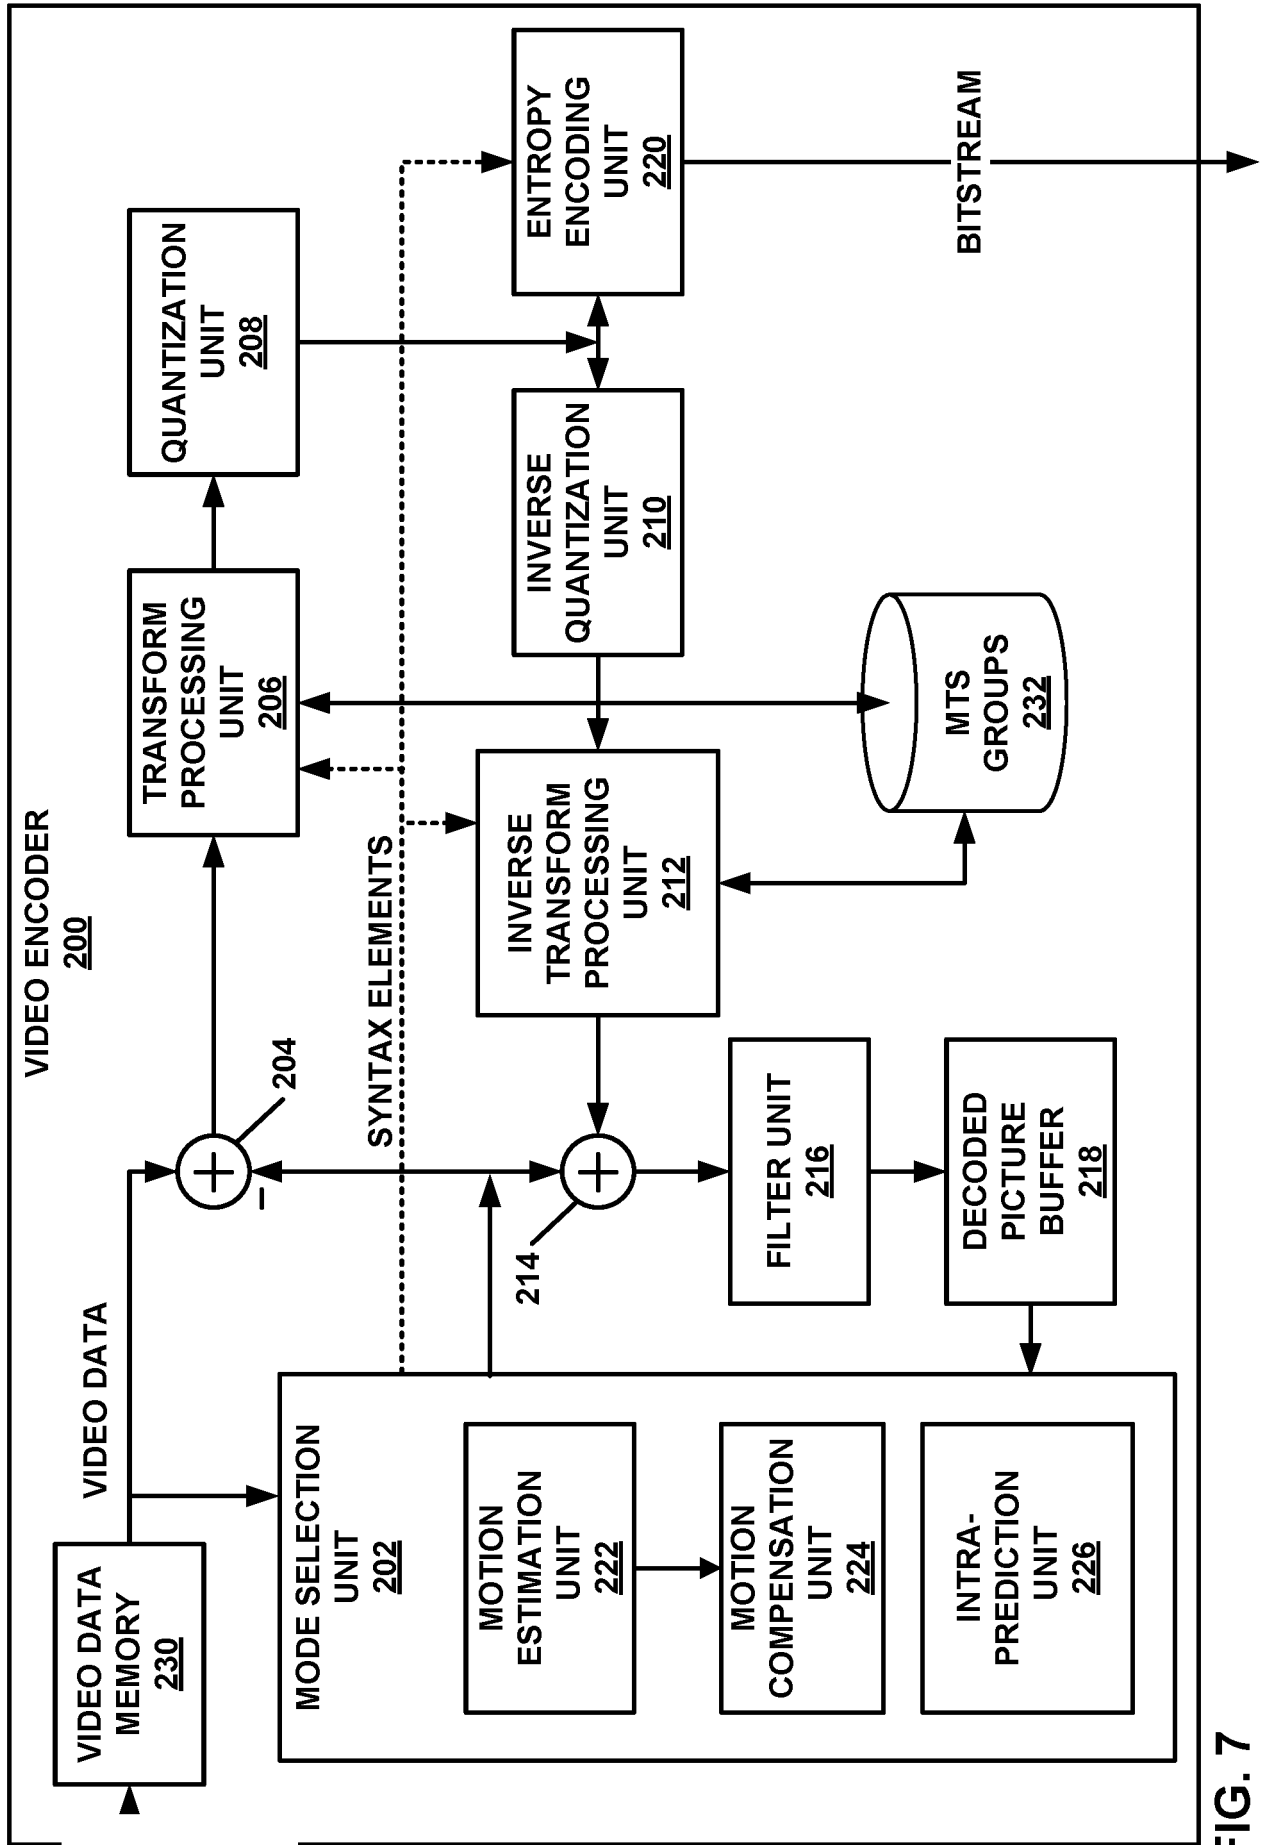 VIDEO ENCODER
200
VIDEO DATA
MEMORY
230
VIDEO DATA
204
TRANSFORM
PROCESSING
UNIT
206
QUANTIZATION
UNIT
208
MODE SELECTION
UNIT
202
SYNTAX ELEMENTS
MOTION
ESTIMATION
UNIT
222
MOTION
COMPENSATION
UNIT
224
INTRA-
PREDICTION
UNIT
226
214
INVERSE
TRANSFORM
PROCESSING
UNIT
212
INVERSE
QUANTIZATION
UNIT
210
ENTROPY
ENCODING
UNIT
220
FILTER UNIT
216
DECODED
PICTURE
BUFFER
218
MTS
GROUPS
232
BITSTREAM
FIG. 7